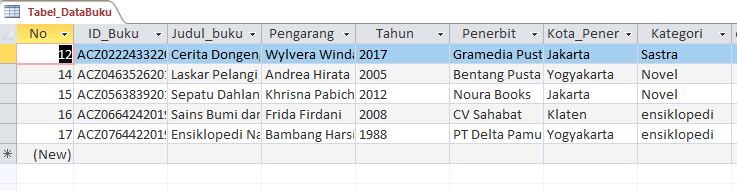 Tabel_DataBuku
No ID_Buku Judul_buku Pengarang Tahun Penerbit Kota_Pener Kategori
12 ACZ0222433220 Cerita Dongeng Wylvera Winda 2017 Gramedia Pust Jakarta Sastra
14 ACZ0463526201 Laskar Pelangi Andrea Hirata 2005 Bentang Pusta Yogyakarta Novel
15 ACZ0563839201 Sepatu Dahlan Khrisna Pabich 2012 Noura Books Jakarta Novel
16 ACZ0664242019 Sains Bumi dar Frida Firdani 2008 CV Sahabat Klaten ensiklopedi
17 ACZ0764422019 Ensiklopedi Na Bambang Harsi 1988 PT Delta Pamu Yogyakarta ensiklopedi
* (New)